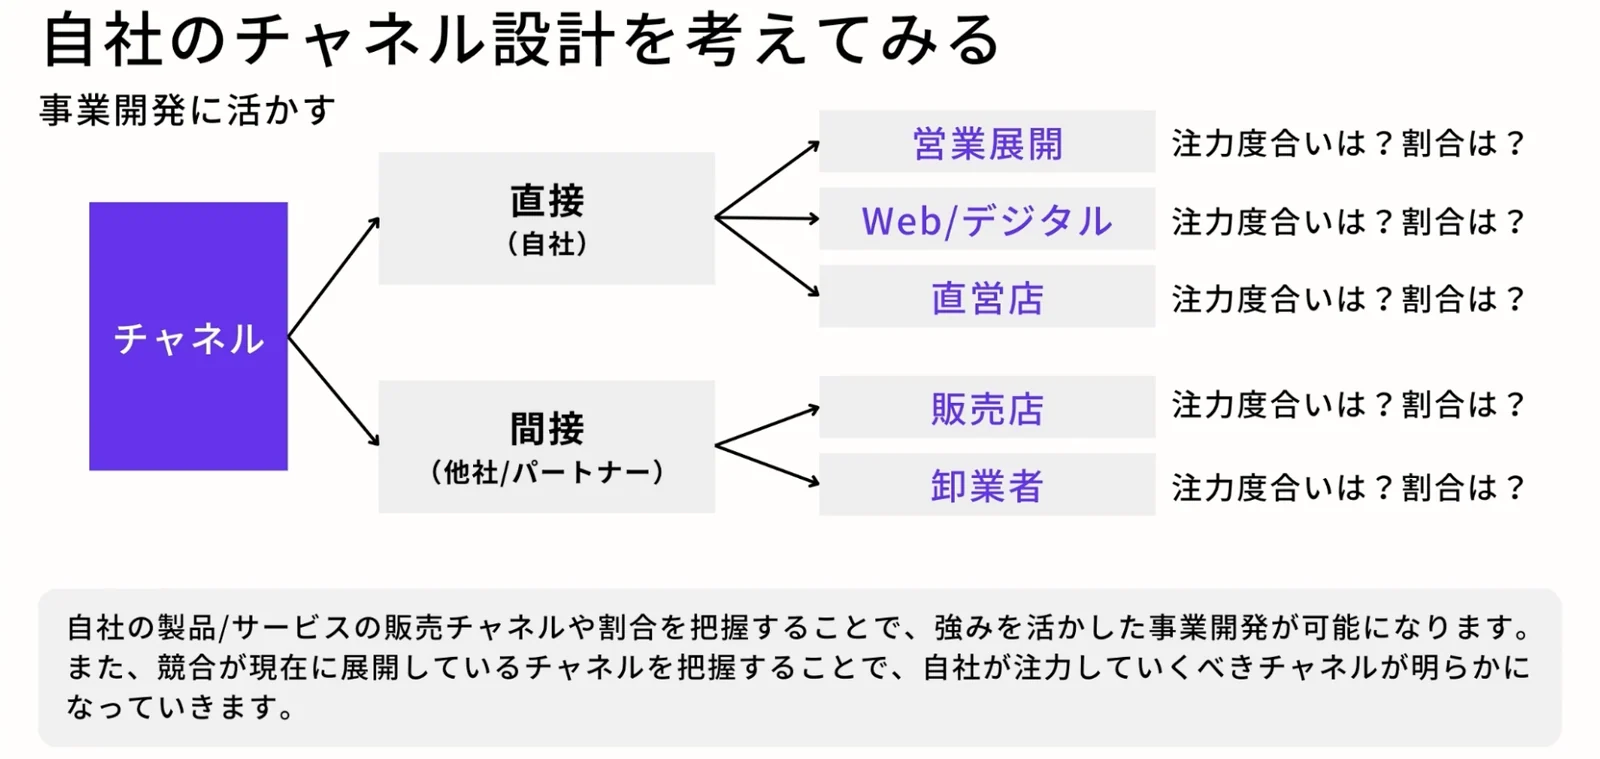 自社のチャネル設計を考えてみる
事業開発に活かす
チャネル
直接
（自社）
営業展開
注力度合いは？割合は？
Web/デジタル
注力度合いは？割合は？
直営店
注力度合いは？割合は？
間接
（他社/パートナー）
販売店
注力度合いは？割合は？
卸業者
注力度合いは？割合は？
自社の製品/サービスの販売チャネルや割合を把握することで、強みを活かした事業開発が可能になります。
また、競合が現在に展開しているチャネルを把握することで、自社が注力していくべきチャネルが明らかに
なっていきます。